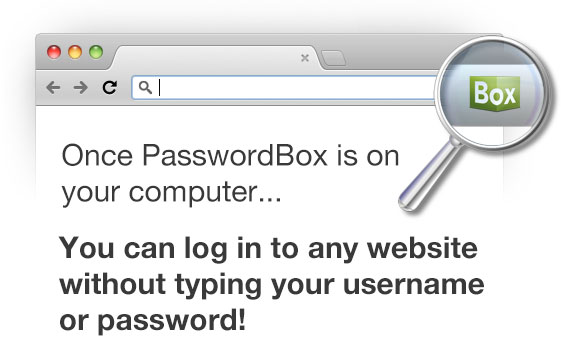 Box
Once PasswordBox is on
your computer...
You can log in to any website
without typing your username
or password!